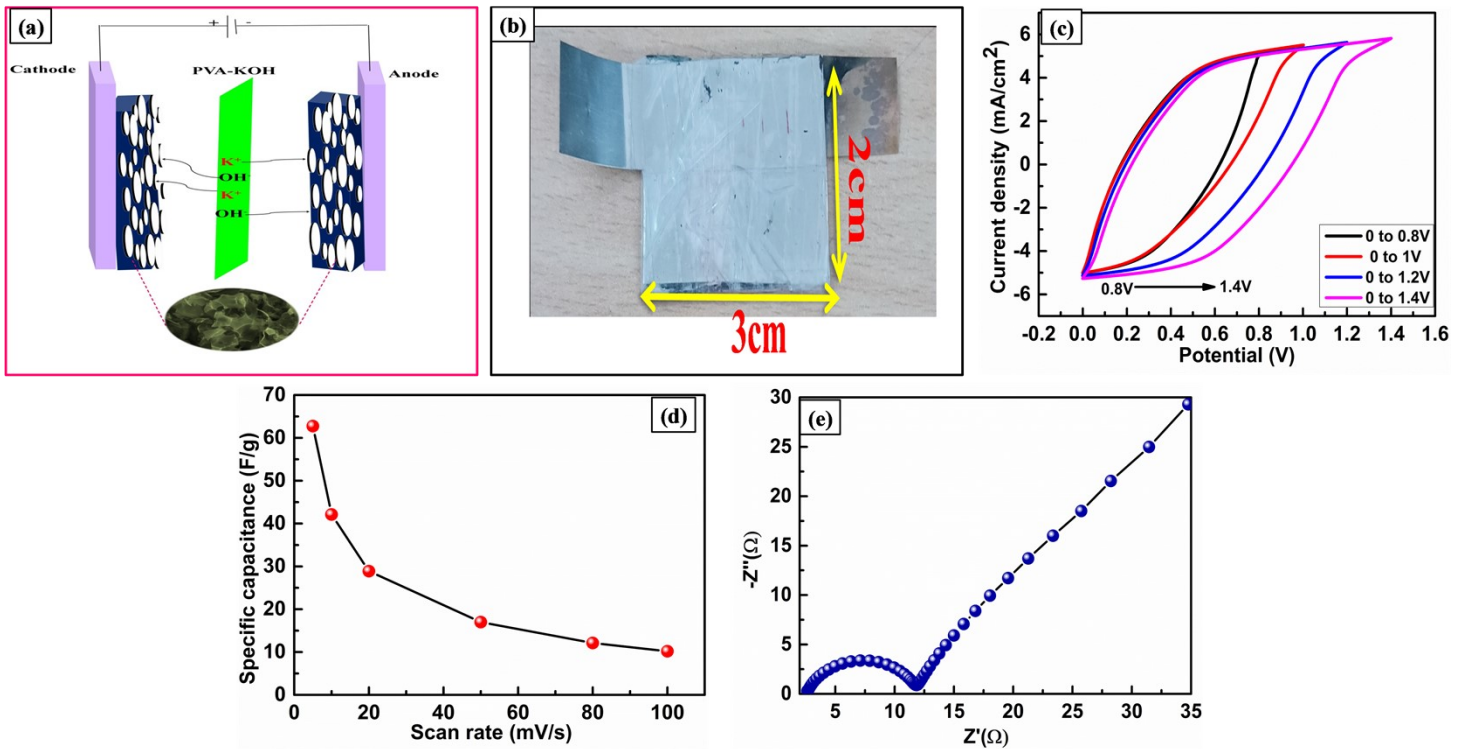 (a)
+ -
Cathode
PVA-KOH
Anode
K+
OH-
K+
OH-
(b)
2cm
3cm
(c)
Current density (mA/cm2)
6
4
2
0
-2
-4
-6
0 to 0.8V
0 to 1V
0 to 1.2V
0 to 1.4V
0.8V 1.4V
-0.2 0.0 0.2 0.4 0.6 0.8 1.0 1.2 1.4 1.6
Potential (V)
(d)
Specific capacitance (F/g)
70
60
50
40
30
20
10
0
0 20 40 60 80 100
Scan rate (mV/s)
(e)
-Z''(Ω)
30
25
20
15
10
5
0
5 10 15 20 25 30 35
Z'(Ω)